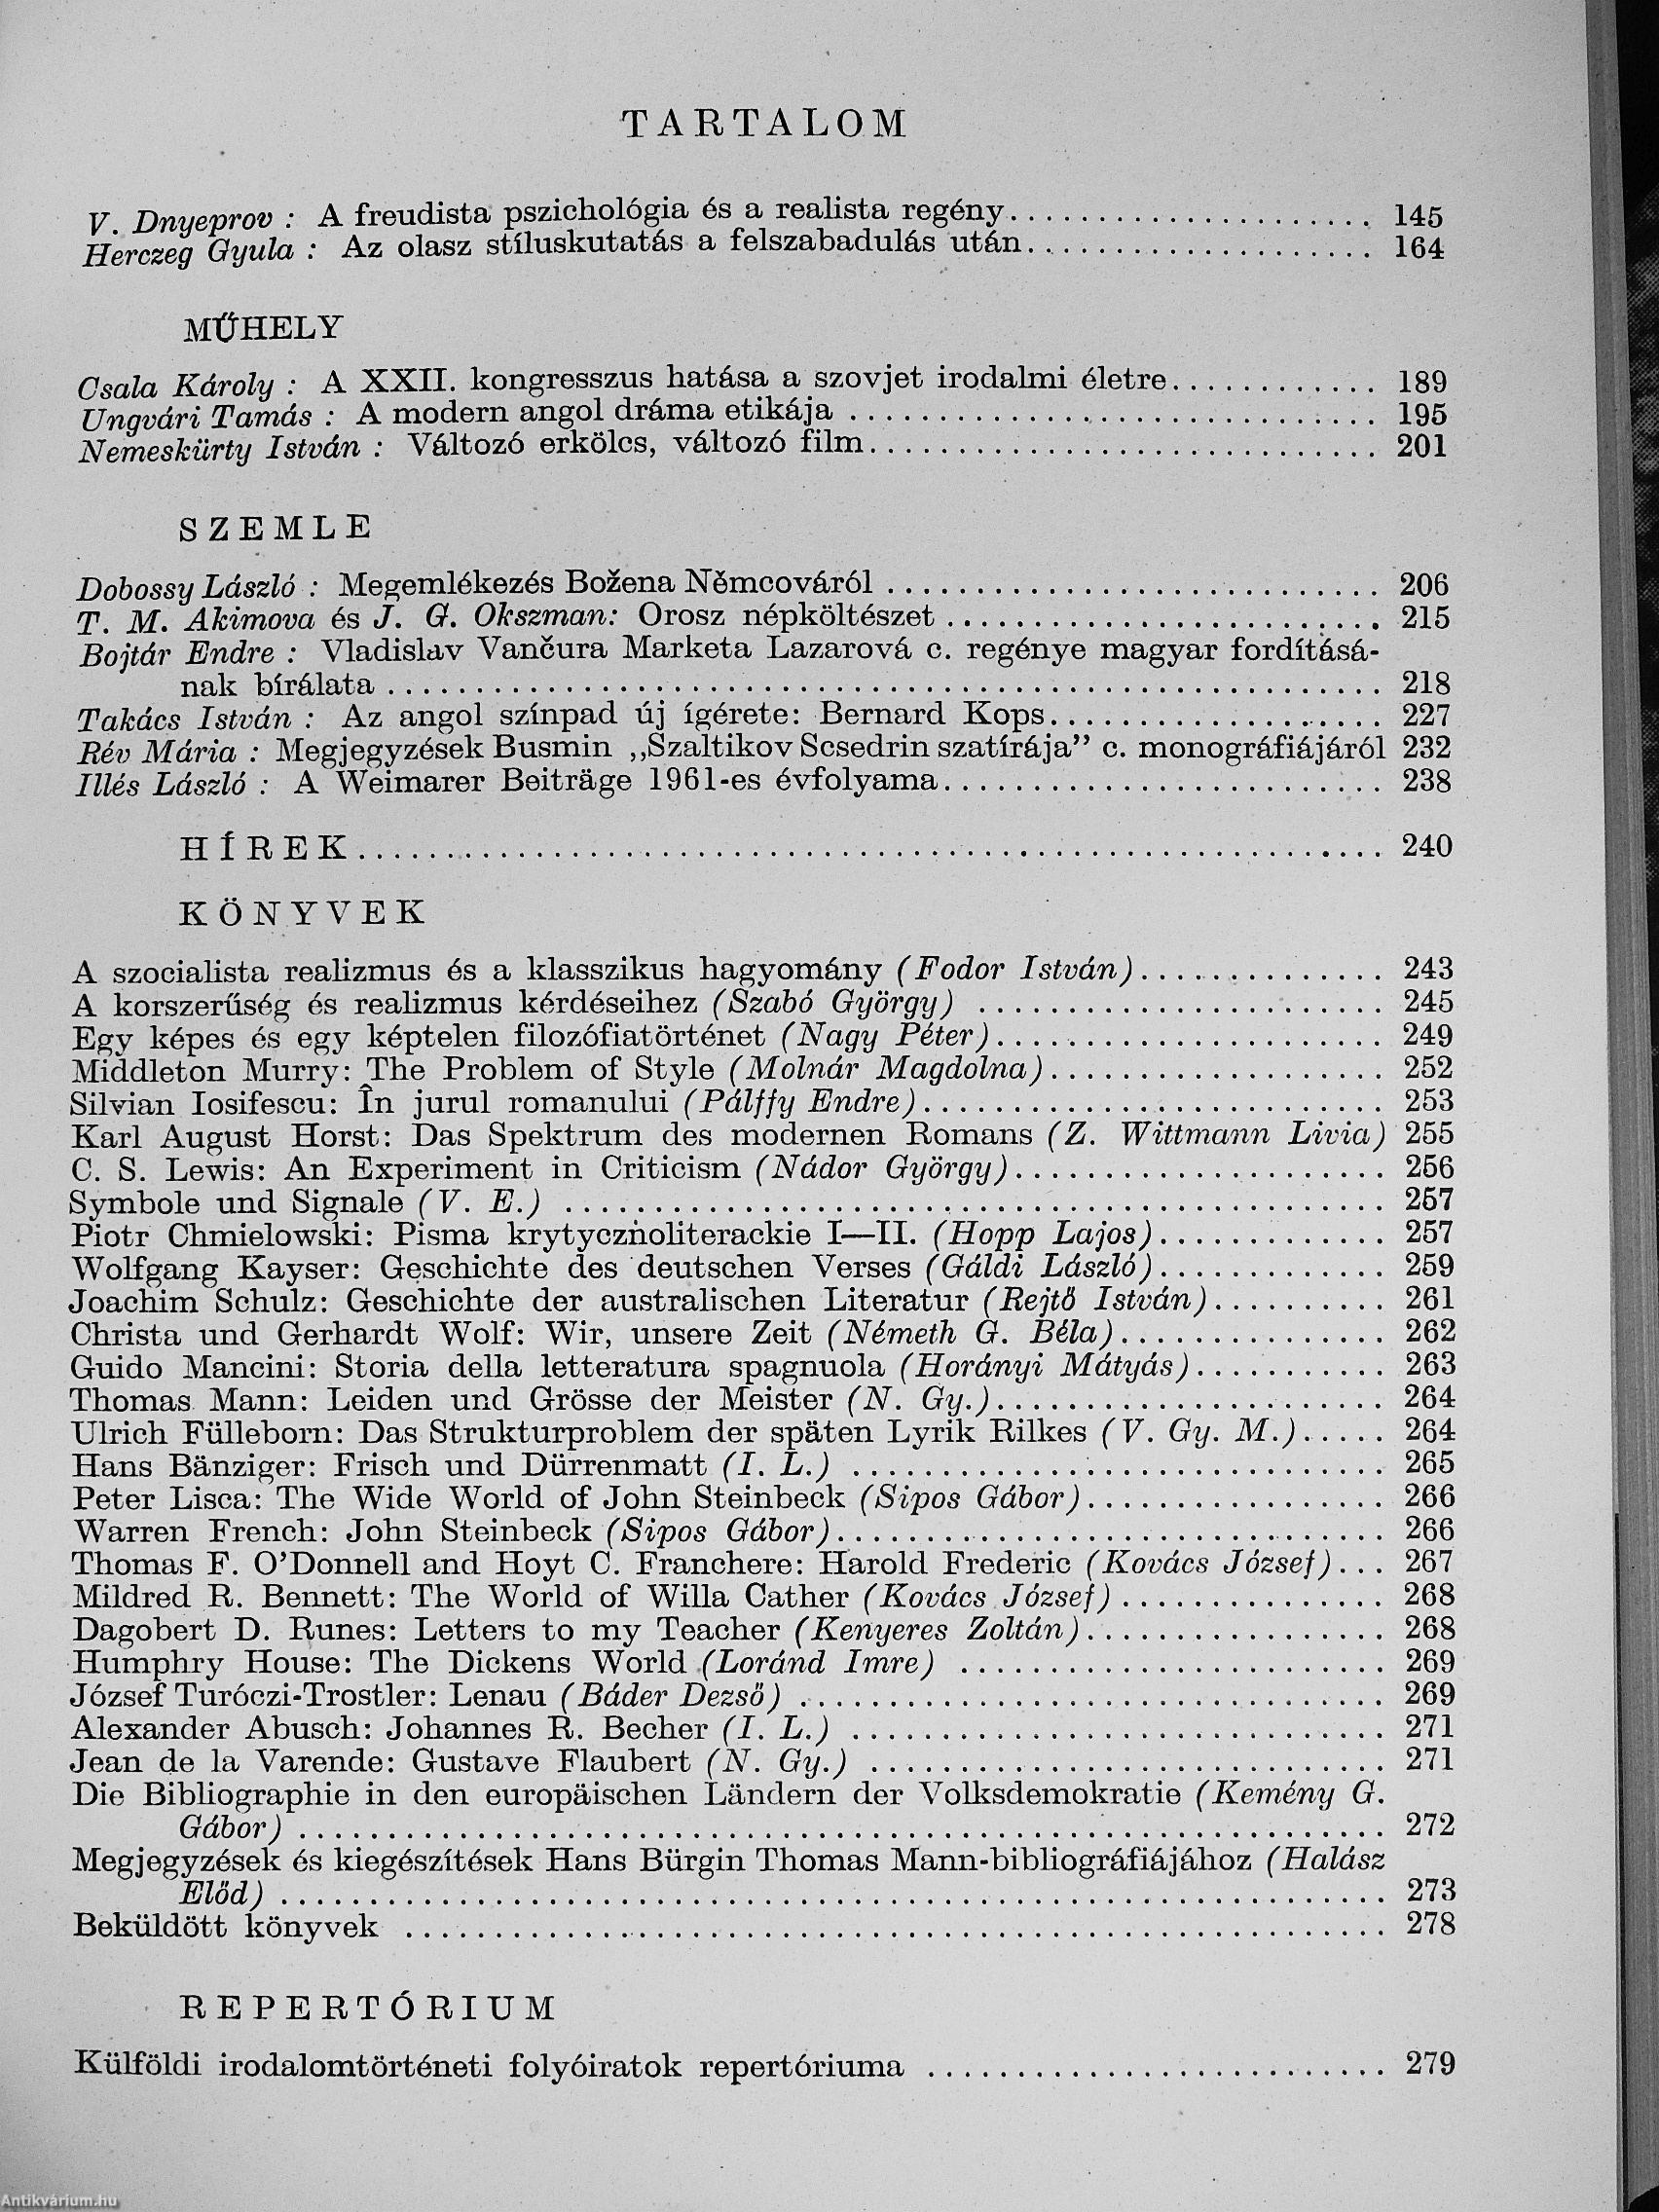 TARTALOM
V. Dnyeprov : A freudista pszichológia és a realista regény. . . . . . . . . . . . . . . . . . . . . 145
Herczeg Gyula : Az olasz stíluskutatás a felszabadulás után. . . . . . . . . . . . . . . . . . . . 164
MŰHELY
Csala Károly : A XXII. kongresszus hatása a szovjet irodalmi életre. . . . . . . . . . . . . 189
Ungvári Tamás : A modern angol dráma etikája . . . . . . . . . . . . . . . . . . . . . . . . . . . . . . 195
Nemeskürty István : Változó erkölcs, változó film. . . . . . . . . . . . . . . . . . . . . . . . . . . . . 201
SZEMLE
Dobossy László : Megemlékezés Božena Němcováról . . . . . . . . . . . . . . . . . . . . . . . . . . . . 206
T. M. Akimova és J. G. Okszman: Orosz népköltészet . . . . . . . . . . . . . . . . . . . . . . . . . 215
Bojtár Endre : Vladislav Vančura Marketa Lazarová c. regénye magyar fordításá-
nak bírálata . . . . . . . . . . . . . . . . . . . . . . . . . . . . . . . . . . . . . . . . . . . . . . . . . . . . . . . . 218
Takács István : Az angol színpad új ígérete: Bernard Kops. . . . . . . . . . . . . . . . . . . 227
Rév Mária : Megjegyzések Busmin „Szaltikov Scsedrin szatírája” c. monográfiájáról 232
Illés László : A Weimarer Beiträge 1961-es évfolyama. . . . . . . . . . . . . . . . . . . . . . . . . 238
HÍREK. . . . . . . . . . . . . . . . . . . . . . . . . . . . . . . . . . . . . . . . . . . . . . . . . . . . . . . . . . 240
KÖNYVEK
A szocialista realizmus és a klasszikus hagyomány (Fodor István). . . . . . . . . . . . . . 243
A korszerűség és realizmus kérdéseihez (Szabó György) . . . . . . . . . . . . . . . . . . . . . . . 245
Egy képes és egy képtelen filozófiatörténet (Nagy Péter). . . . . . . . . . . . . . . . . . . . . . 249
Middleton Murry: The Problem of Style (Molnár Magdolna). . . . . . . . . . . . . . . . . . . 252
Silvian Iosifescu: În jurul romanului (Pálffy Endre). . . . . . . . . . . . . . . . . . . . . . . . . . 253
Karl August Horst: Das Spektrum des modernen Romans (Z. Wittmann Livia) 255
C. S. Lewis: An Experiment in Criticism (Nádor György). . . . . . . . . . . . . . . . . . . . . 256
Symbole und Signale (V. E.) . . . . . . . . . . . . . . . . . . . . . . . . . . . . . . . . . . . . . . . . . . . . . . 257
Piotr Chmielowski: Pisma krytycznoliterackie I—II. (Hopp Lajos). . . . . . . . . . . . . 257
Wolfgang Kayser: Geschichte des deutschen Verses (Gáldi László). . . . . . . . . . . . . 259
Joachim Schulz: Geschichte der australischen Literatur (Rejtő István). . . . . . . . . . 261
Christa und Gerhardt Wolf: Wir, unsere Zeit (Németh G. Béla). . . . . . . . . . . . . . . 262
Guido Mancini: Storia della letteratura spagnuola (Horányi Mátyás). . . . . . . . . . . 263
Thomas Mann: Leiden und Grösse der Meister (N. Gy.). . . . . . . . . . . . . . . . . . . . . . 264
Ulrich Fülleborn: Das Strukturproblem der späten Lyrik Rilkes (V. Gy. M.). . . . . 264
Hans Bänziger: Frisch und Dürrenmatt (I. L.) . . . . . . . . . . . . . . . . . . . . . . . . . . . . . . 265
Peter Lisca: The Wide World of John Steinbeck (Sipos Gábor). . . . . . . . . . . . . . . . . 266
Warren French: John Steinbeck (Sipos Gábor). . . . . . . . . . . . . . . . . . . . . . . . . . . . . . . 266
Thomas F. O’Donnell and Hoyt C. Franchere: Harold Frederic (Kovács József). . . 267
Mildred R. Bennett: The World of Willa Cather (Kovács József) . . . . . . . . . . . . . . . 268
Dagobert D. Runes: Letters to my Teacher (Kenyeres Zoltán). . . . . . . . . . . . . . . . . 268
Humphry House: The Dickens World (Loránd Imre) . . . . . . . . . . . . . . . . . . . . . . . . 269
József Turóczi-Trostler: Lenau (Báder Dezső) . . . . . . . . . . . . . . . . . . . . . . . . . . . . . . . . 269
Alexander Abusch: Johannes R. Becher (I. L.) . . . . . . . . . . . . . . . . . . . . . . . . . . . . . . 271
Jean de la Varende: Gustave Flaubert (N. Gy.) . . . . . . . . . . . . . . . . . . . . . . . . . . . . . 271
Die Bibliographie in den europäischen Ländern der Volksdemokratie (Kemény G.
Gábor) . . . . . . . . . . . . . . . . . . . . . . . . . . . . . . . . . . . . . . . . . . . . . . . . . . . . . . . . . . . . . 272
Megjegyzések és kiegészítések Hans Bürgin Thomas Mann-bibliográfiájához (Halász
Előd) . . . . . . . . . . . . . . . . . . . . . . . . . . . . . . . . . . . . . . . . . . . . . . . . . . . . . . . . . . . . . . 273
Beküldött könyvek . . . . . . . . . . . . . . . . . . . . . . . . . . . . . . . . . . . . . . . . . . . . . . . . . . . . . . . 278
REPERTÓRIUM
Külföldi irodalomtörténeti folyóiratok repertóriuma . . . . . . . . . . . . . . . . . . . . . . . . . . 279
Antikvárium.hu